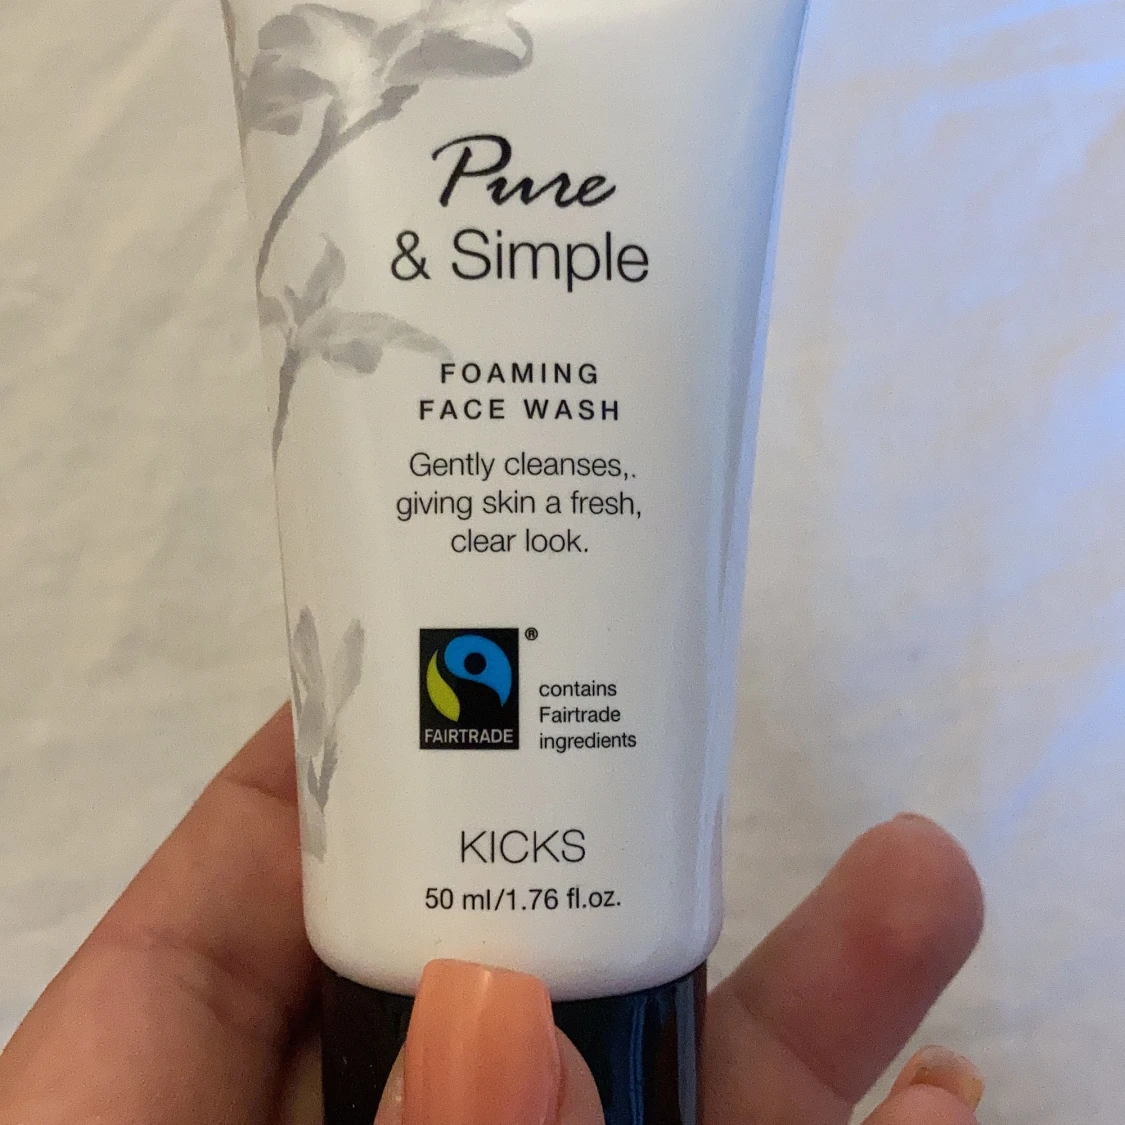 Pure
& Simple
FOAMING
FACE WASH
Gently cleanses,.
giving skin a fresh,
clear look.
®
FAIRTRADE
contains
Fairtrade
ingredients
KICKS
50 ml/1.76 fl.oz.